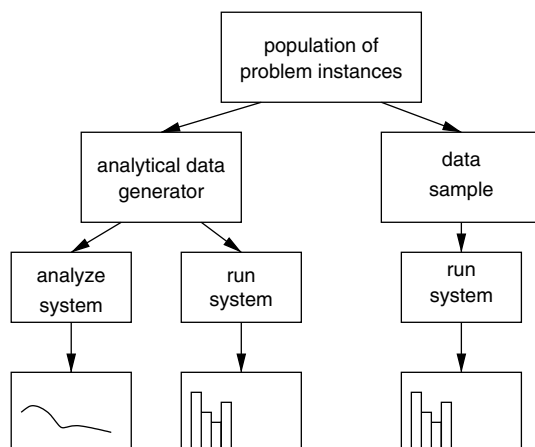 population of
problem instances
analytical data
generator
data
sample
analyze
system
run
system
run
system